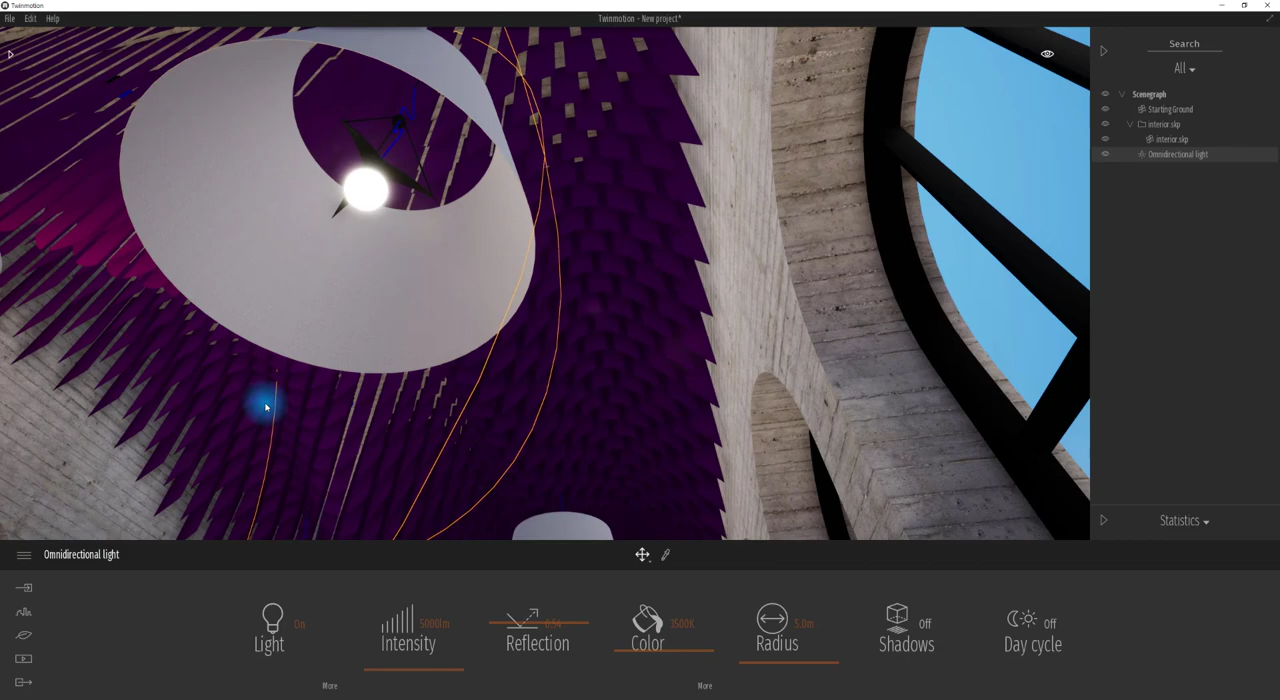 Twinmotion
File Edit Help
Twinmotion - New project*
Search
All
Scenegraph
Starting Ground
interior.skp
interior.skp
Omnidirectional light
Statistics
Omnidirectional light
Light On
Intensity 5000lm
Reflection 0.54
Color 3500K
Radius 5.0m
Shadows Off
Day cycle Off
More
More